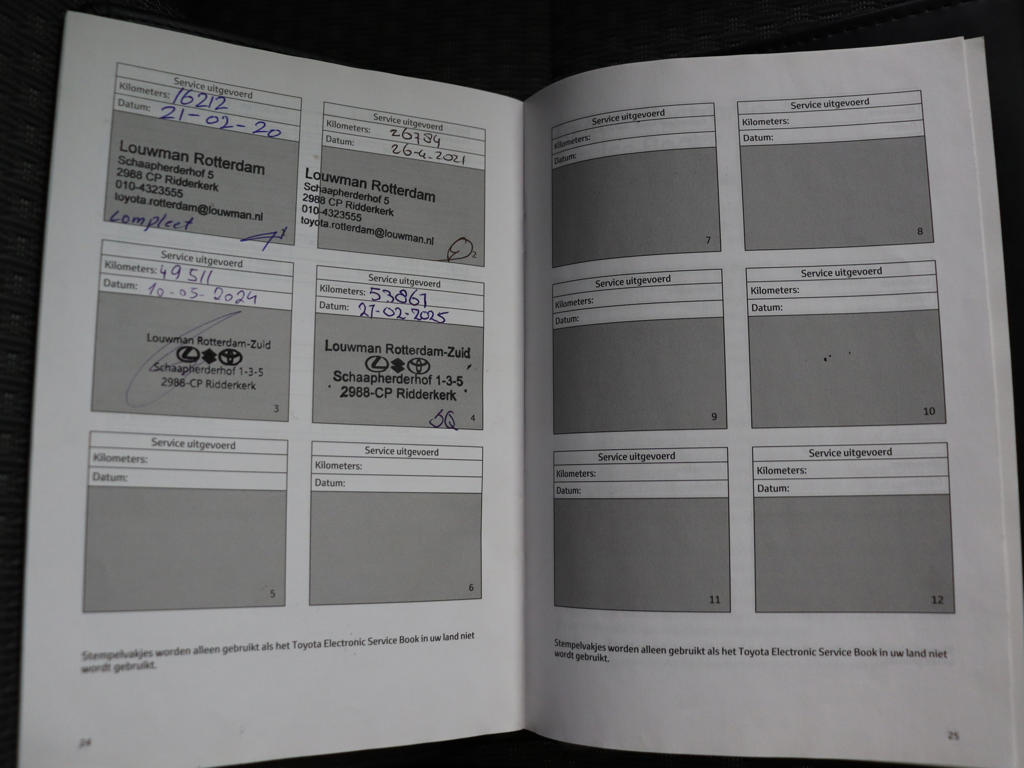 Service uitgevoerd
Kilometers: 16212
Datum: 21-02-20
Louwman Rotterdam
Schaapherderhof 5
2988 CP Ridderkerk
010-4323555
toyota.rotterdam@louwman.nl
compleet
Service uitgevoerd
Kilometers: 26784
Datum: 26-4-2021
Louwman Rotterdam
Schaapherderhof 5
2988 CP Ridderkerk
010-4323555
toyota.rotterdam@louwman.nl
2
Service uitgevoerd
Kilometers: 49511
Datum: 10-05-2024
Louwman Rotterdam-Zuid
Schaapherderhof 1-3-5
2988-CP Ridderkerk
3
Service uitgevoerd
Kilometers: 53861
Datum: 27-02-2025
Louwman Rotterdam-Zuid
Schaapherderhof 1-3-5
2988-CP Ridderkerk
4
Service uitgevoerd
Kilometers:
Datum:
5
Service uitgevoerd
Kilometers:
Datum:
6
Stempelvakjes worden alleen gebruikt als het Toyota Electronic Service Book in uw land niet
wordt gebruikt.
24
Service uitgevoerd
Kilometers:
Datum:
7
Service uitgevoerd
Kilometers:
Datum:
8
Service uitgevoerd
Kilometers:
Datum:
9
Service uitgevoerd
Kilometers:
Datum:
10
Service uitgevoerd
Kilometers:
Datum:
11
Service uitgevoerd
Kilometers:
Datum:
12
Stempelvakjes worden alleen gebruikt als het Toyota Electronic Service Book in uw land niet
wordt gebruikt.
25